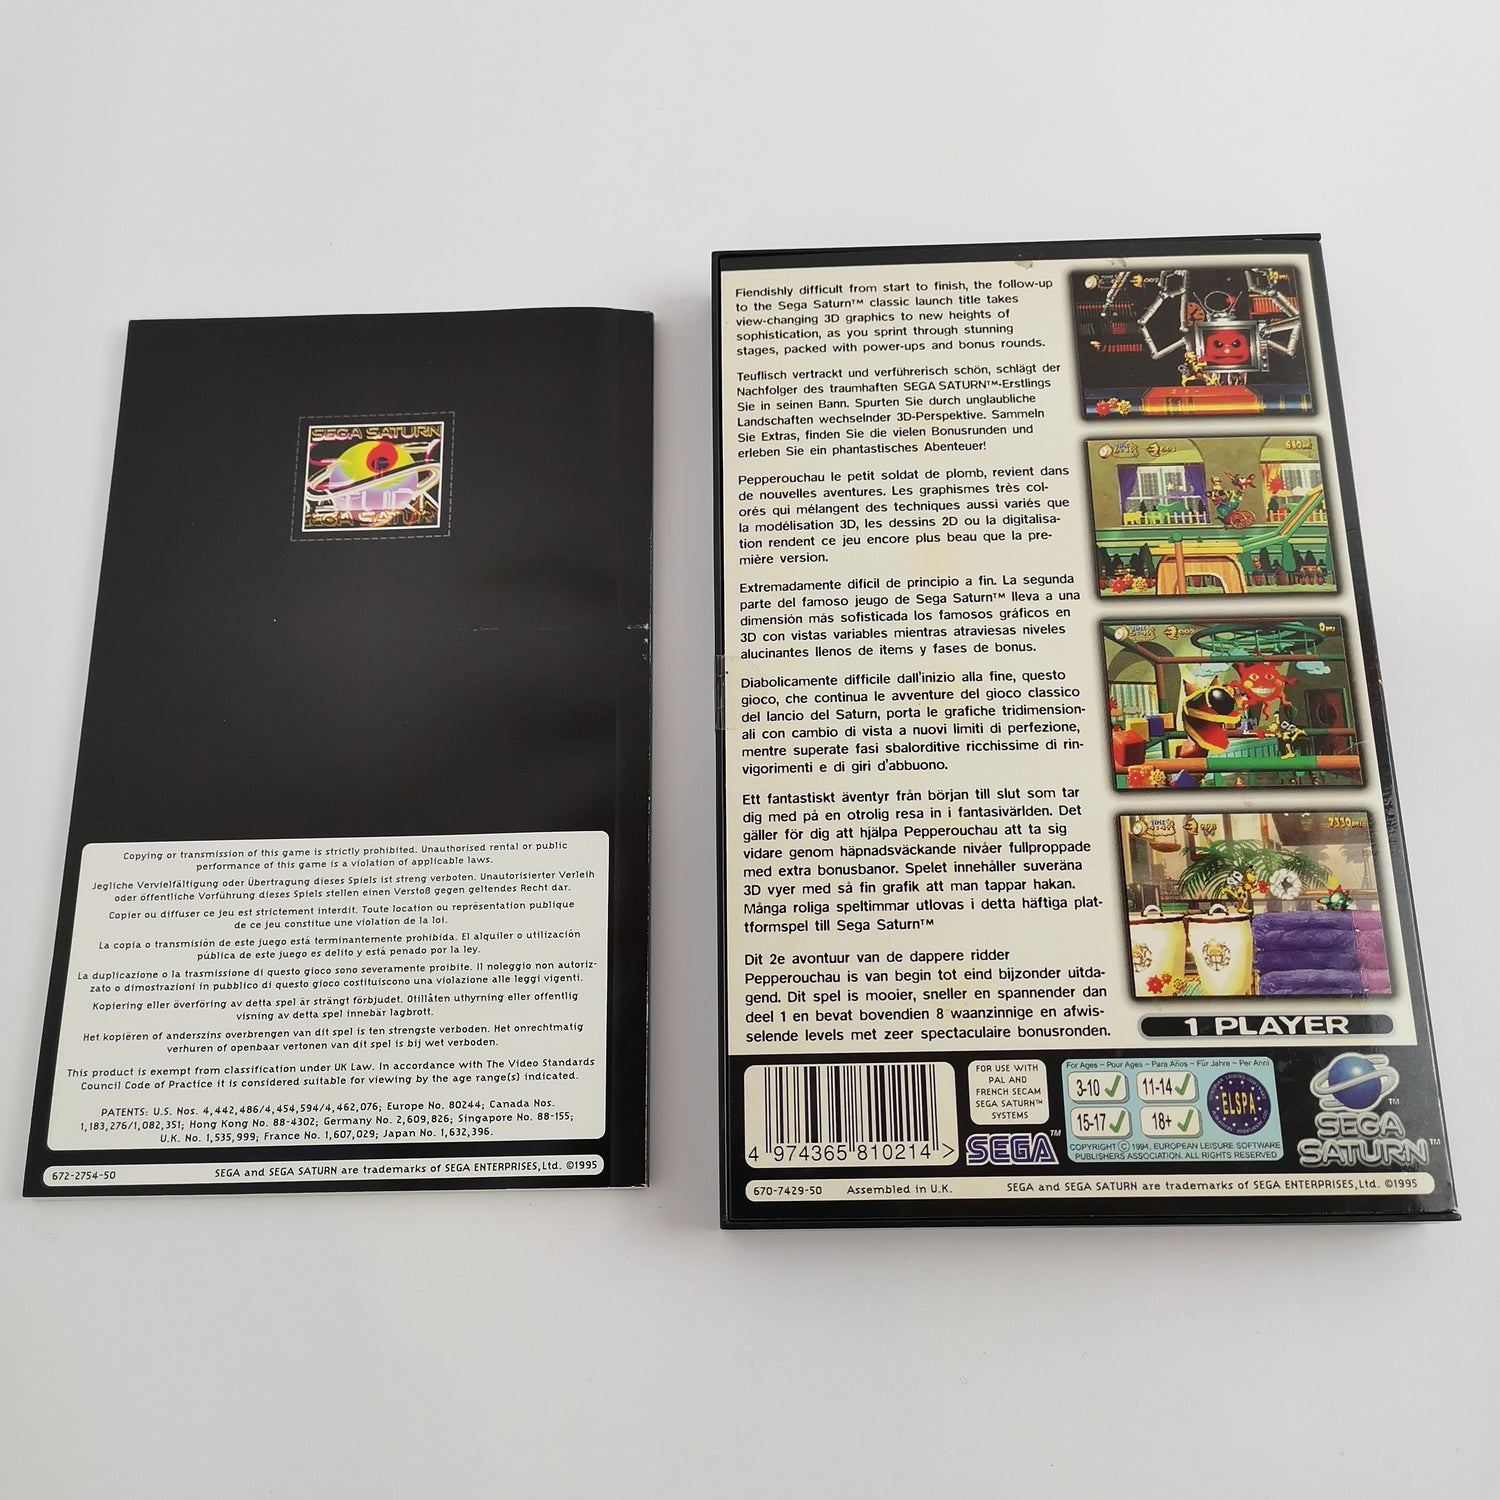 SEGA SATURN
Copying or transmission of this game is strictly prohibited. Unauthorised rental or public
performance of this game is a violation of applicable laws.
Jegliche Vervielfältigung oder Übertragung dieses Spiels ist streng verboten. Unautorisierter Verleih
oder öffentliche Vorführung dieses Spiels stellen einen Verstoß gegen geltendes Recht dar.
Copier ou diffuser ce jeu est strictement interdit. Toute location ou représentation publique
de ce jeu constitue une violation de la loi.
La copia o transmisión de este juego está terminantemente prohibida. El alquiler o utilización
pública de este juego es delito y está penado por la ley.
La duplicazione o la trasmissione di questo gioco sono severamente proibite. Il noleggio non autoriz-
zato o dimostrazioni in pubblico di questo gioco costituiscono una violazione alle leggi vigenti.
Kopiering eller överföring av detta spel är strängt förbjudet. Otillåten uthyrning eller offentlig
visning av detta spel innebär lagbrott.
Het kopiëren of anderszins overbrengen van dit spel is ten strengste verboden. Het onrechtmatig
verhuren of openbaar vertonen van dit spel is bij wet verboden.
This product is exempt from classification under UK Law. In accordance with The Video Standards
Council Code of Practice it is considered suitable for viewing by the age range(s) indicated.
PATENTS: U.S. Nos. 4,442,486/4,454,594/4,462,076; Europe No. 80244; Canada Nos.
1,183,276/1,082,351; Hong Kong No. 88-4302; Germany No. 2,609,826; Singapore No. 88-155;
U.K. No. 1,535,999; France No. 1,607,029; Japan No. 1,632,396.
672-2754-50 SEGA and SEGA SATURN are trademarks of SEGA ENTERPRISES,Ltd. ©1995
Fiendishly difficult from start to finish, the follow-up
to the Sega Saturn™ classic launch title takes
view-changing 3D graphics to new heights of
sophistication, as you sprint through stunning
stages, packed with power-ups and bonus rounds.
Teuflisch vertrackt und verführerisch schön, schlägt der
Nachfolger des traumhaften SEGA SATURN™-Erstlings
Sie in seinen Bann. Spurten Sie durch unglaubliche
Landschaften wechselnder 3D-Perspektive. Sammeln
Sie Extras, finden Sie die vielen Bonusrunden und
erleben Sie ein phantastisches Abenteuer!
Pepperouchau le petit soldat de plomb, revient dans
de nouvelles aventures. Les graphismes très col-
orés qui mélangent des techniques aussi variés que
la modélisation 3D, les dessins 2D ou la digitalisa-
tion rendent ce jeu encore plus beau que la pre-
mière version.
Extremadamente difícil de principio a fin. La segunda
parte del famoso jeugo de Sega Saturn™ lleva a una
dimensión más sofisticada los famosos gráficos en
3D con vistas variables mientras atraviesas niveles
alucinantes llenos de items y fases de bonus.
Diabolicamente difficile dall'inizio alla fine, questo
gioco, che continua le avventure del gioco classico
del lancio del Saturn, porta le grafiche tridimension-
ali con cambio di vista a nuovi limiti di perfezione,
mentre superate fasi sbalorditive ricchissime di rin-
vigorimenti e di giri d'abbuono.
Ett fantastiskt äventyr från början till slut som tar
dig med på en otrolig resa in i fantasivärlden. Det
gäller för dig att hjälpa Pepperouchau att ta sig
vidare genom häpnadsväckande nivåer fullproppade
med extra bonusbanor. Spelet innehåller suveräna
3D vyer med så fin grafik att man tappar hakan.
Många roliga speltimmar utlovas i detta häftiga plat-
tformspel till Sega Saturn™
Dit 2e avontuur van de dappere ridder
Pepperouchau is van begin tot eind bijzonder uitda-
gend. Dit spel is mooier, sneller en spannender dan
deel 1 en bevat bovendien 8 waanzinnige en afwis-
selende levels met zeer spectaculaire bonusronden.
1 PLAYER
4 974365 810214 >
FOR USE WITH
PAL AND
FRENCH SECAM
SEGA SATURN™
SYSTEMS
SEGA™
For Ages ~ Pour Ages ~ Para Años ~ Für Jahre ~ Per Anni
3-10 11-14
15-17 18+
ELSPA
COPYRIGHT © 1994, EUROPEAN LEISURE SOFTWARE
PUBLISHERS ASSOCIATION. ALL RIGHTS RESERVED
SEGA
SATURN™
670-7429-50 Assembled in U.K. SEGA and SEGA SATURN are trademarks of SEGA ENTERPRISES,Ltd. ©1995